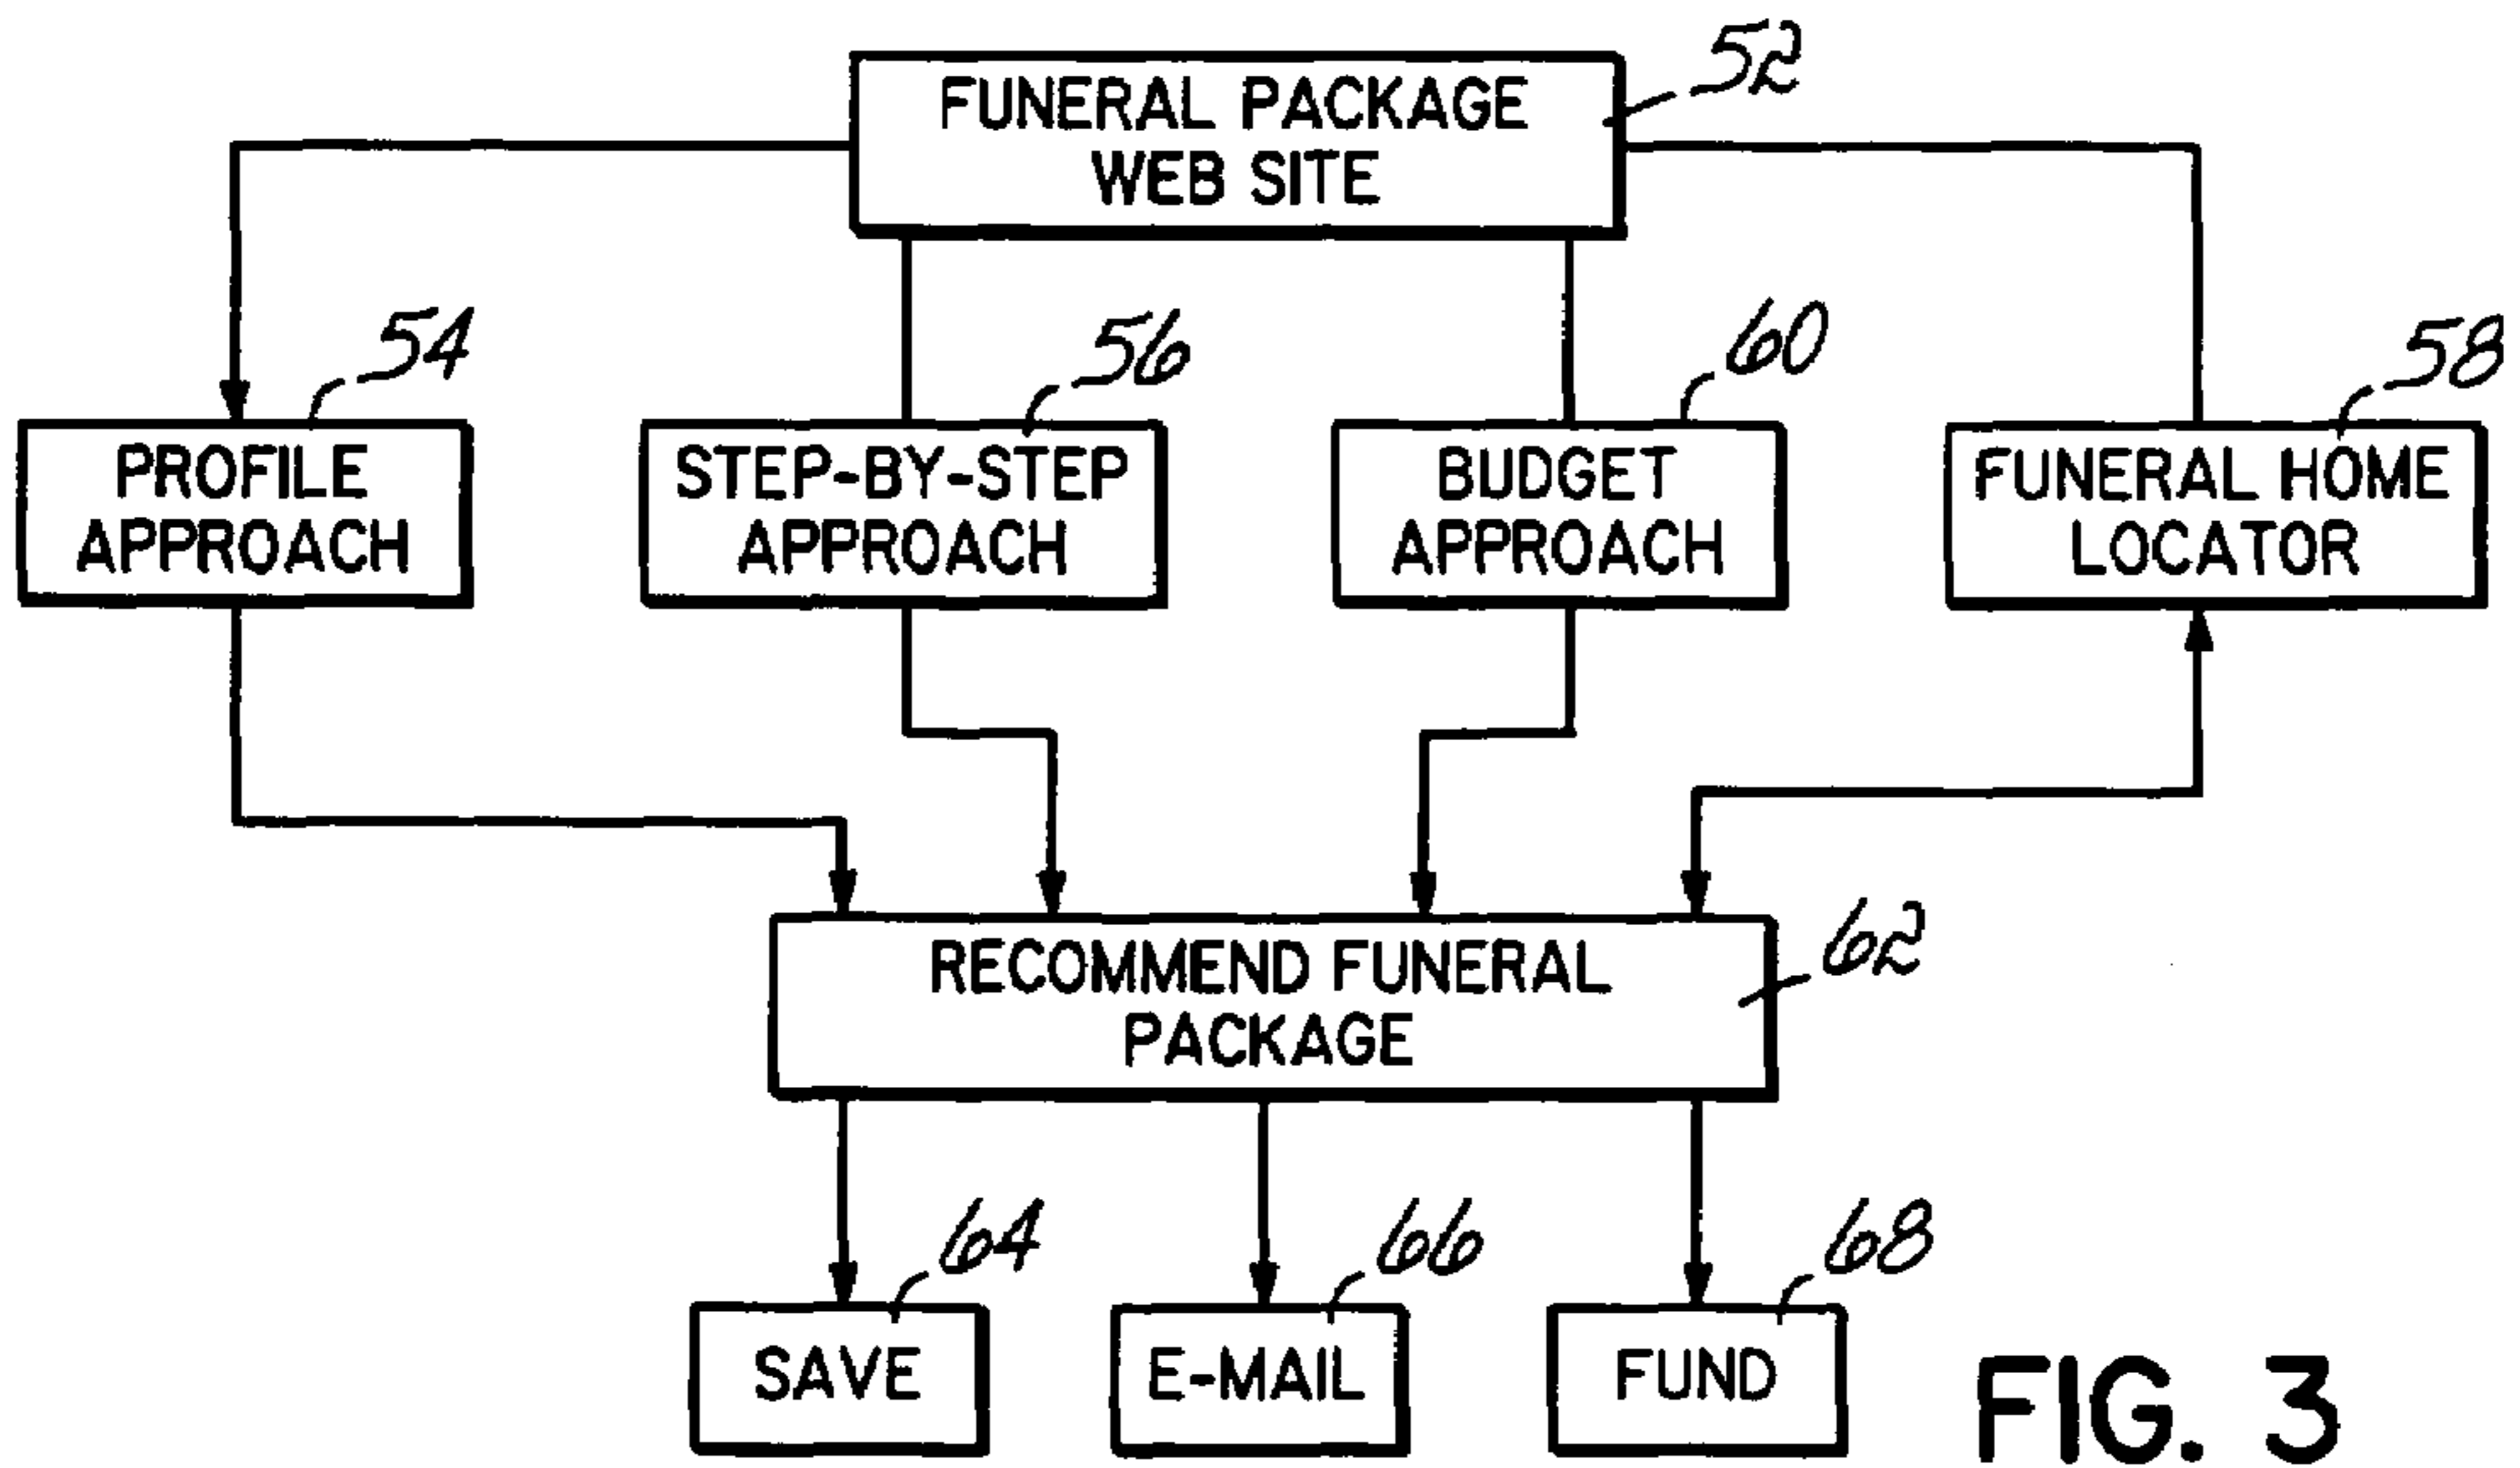 52
FUNERAL PACKAGE
WEB SITE
54
56
60
58
PROFILE
APPROACH
STEP-BY-STEP
APPROACH
BUDGET
APPROACH
FUNERAL HOME
LOCATOR
62
RECOMMEND FUNERAL
PACKAGE
64
66
68
SAVE
E-MAIL
FUND
FIG. 3